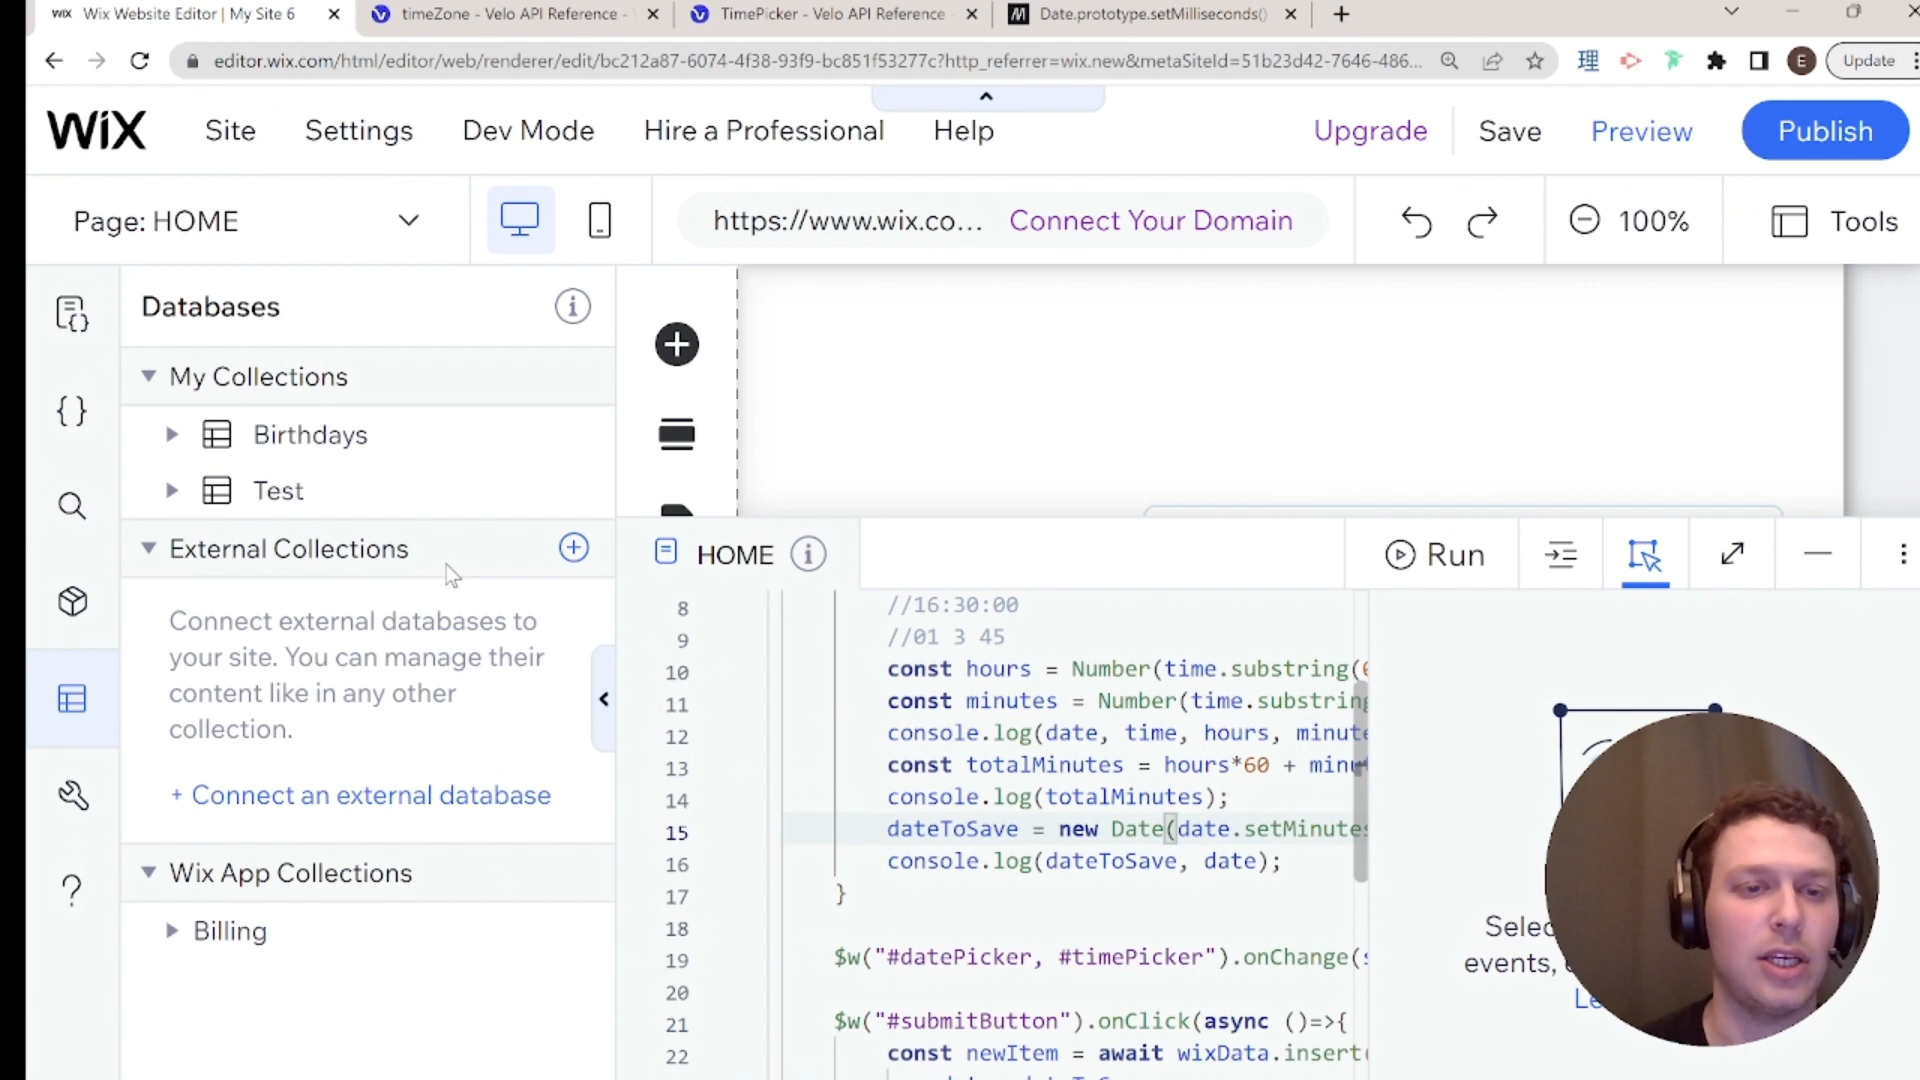 WiX Wix Website Editor | My Site 6
timeZone - Velo API Reference -
TimePicker - Velo API Reference
Date.prototype.setMilliseconds()
editor.wix.com/html/editor/web/renderer/edit/bc212a87-6074-4f38-93f9-bc851f53277c?http_referrer=wix.new&metaSiteId=51b23d42-7646-486...
E
Update
WiX Site Settings Dev Mode Hire a Professional Help Upgrade Save Preview Publish
Page: HOME
https://www.wix.co... Connect Your Domain
100%
Tools
Databases
My Collections
Birthdays
Test
External Collections
Connect external databases to
your site. You can manage their
content like in any other
collection.
+ Connect an external database
Wix App Collections
Billing
HOME
Run
8 //16:30:00
9 //01 3 45
10 const hours = Number(time.substring(
11 const minutes = Number(time.substring
12 console.log(date, time, hours, minute
13 const totalMinutes = hours*60 + minu
14 console.log(totalMinutes);
15 dateToSave = new Date(date.setMinutes
16 console.log(dateToSave, date);
17 }
18
19 $w("#datePicker, #timePicker").onChange(
20
21 $w("#submitButton").onClick(async ()=>{
22 const newItem = await wixData.insert(
Selec
events,
Le